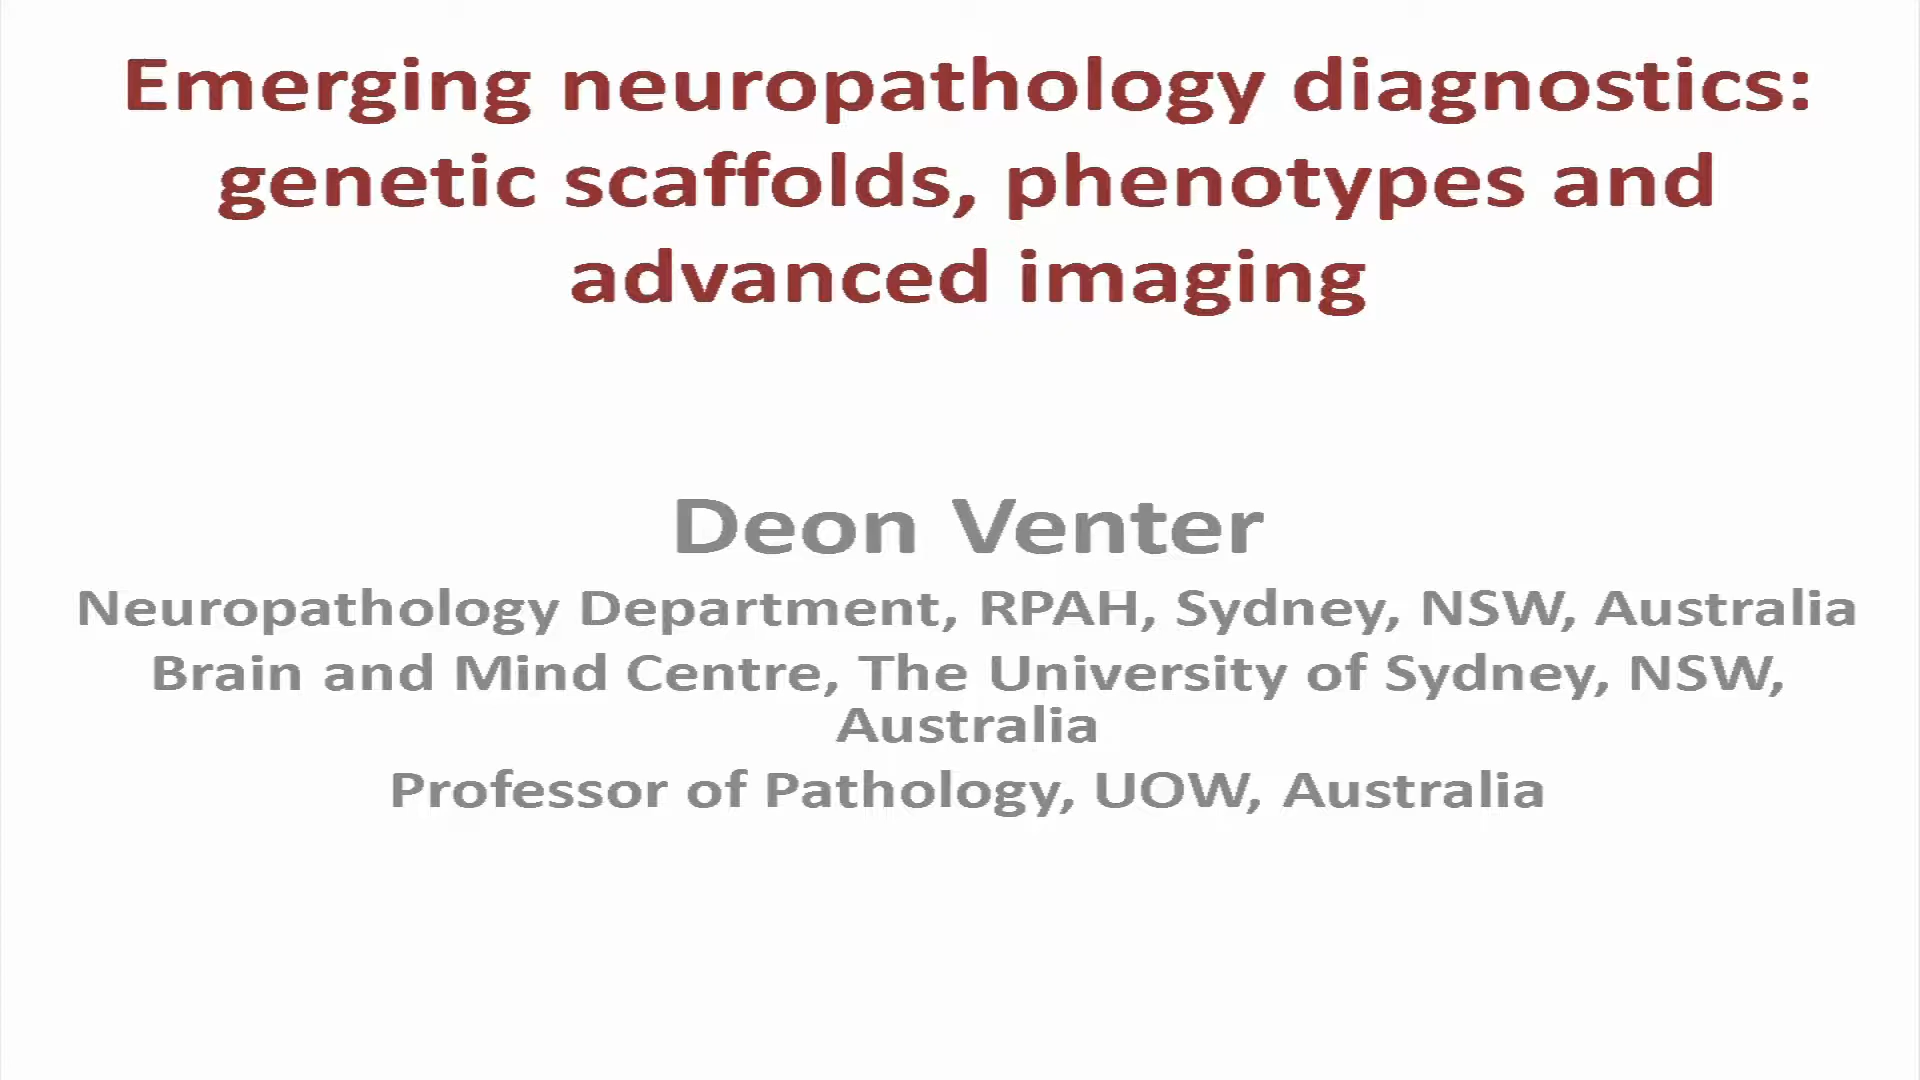 Emerging neuropathology diagnostics:
genetic scaffolds, phenotypes and
advanced imaging
Deon Venter
Neuropathology Department, RPAH, Sydney, NSW, Australia
Brain and Mind Centre, The University of Sydney, NSW,
Australia
Professor of Pathology, UOW, Australia